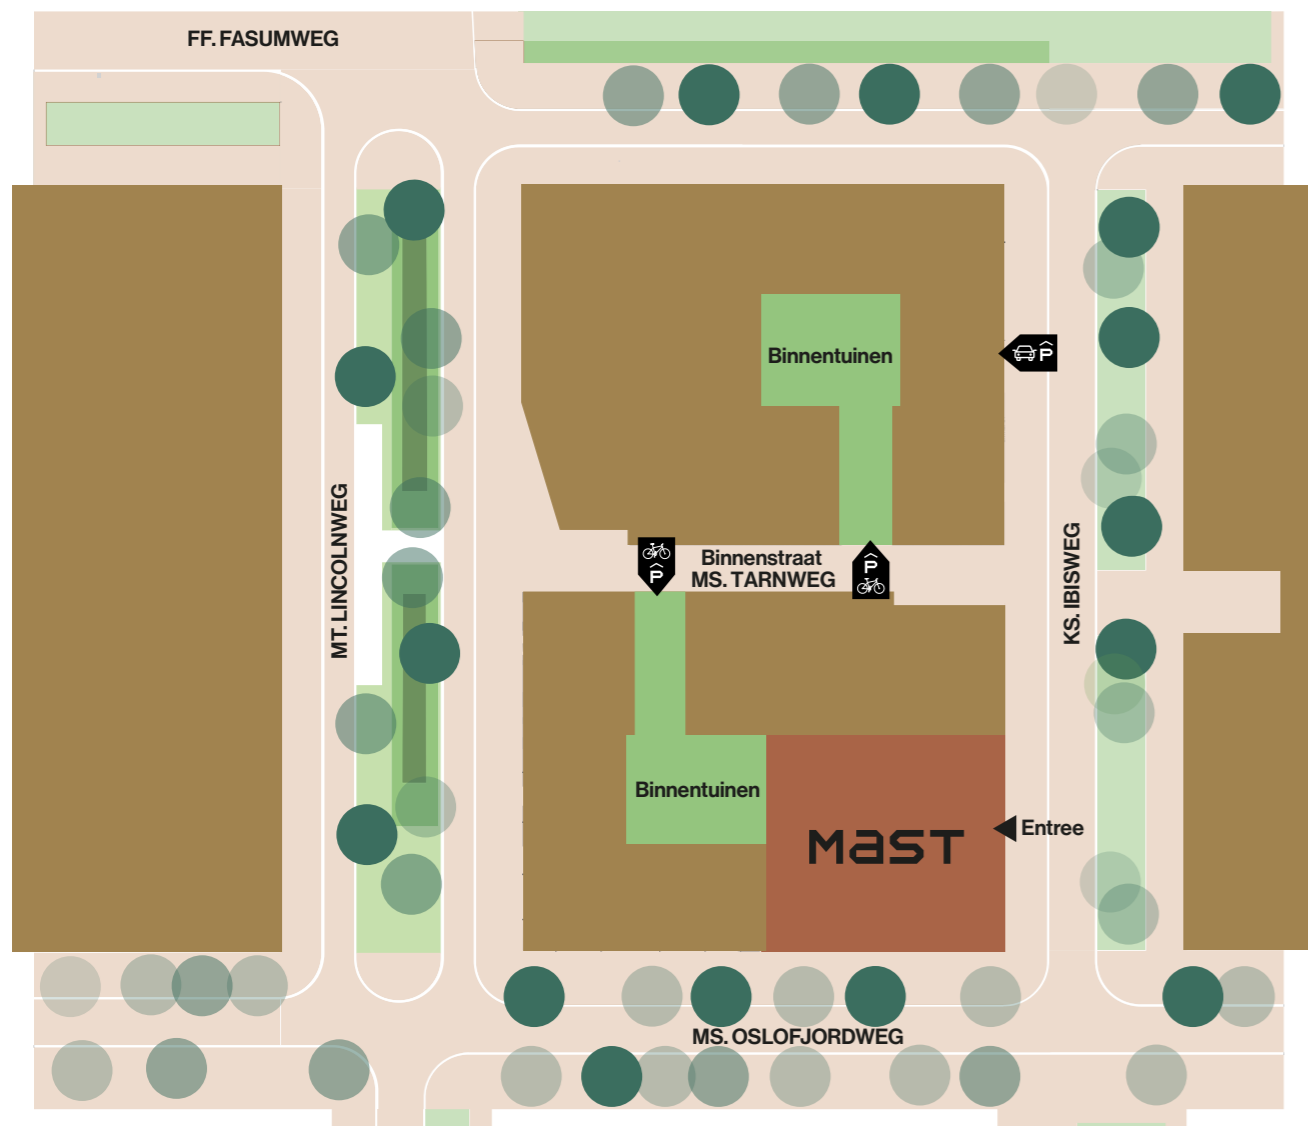 FF. FASUMWEG
Binnentuinen
P
MT. LINCOLNWEG
KS. IBISWEG
P
Binnenstraat
MS. TARNWEG
P
Binnentuinen
MaST
Entree
MS. OSLOFJORDWEG